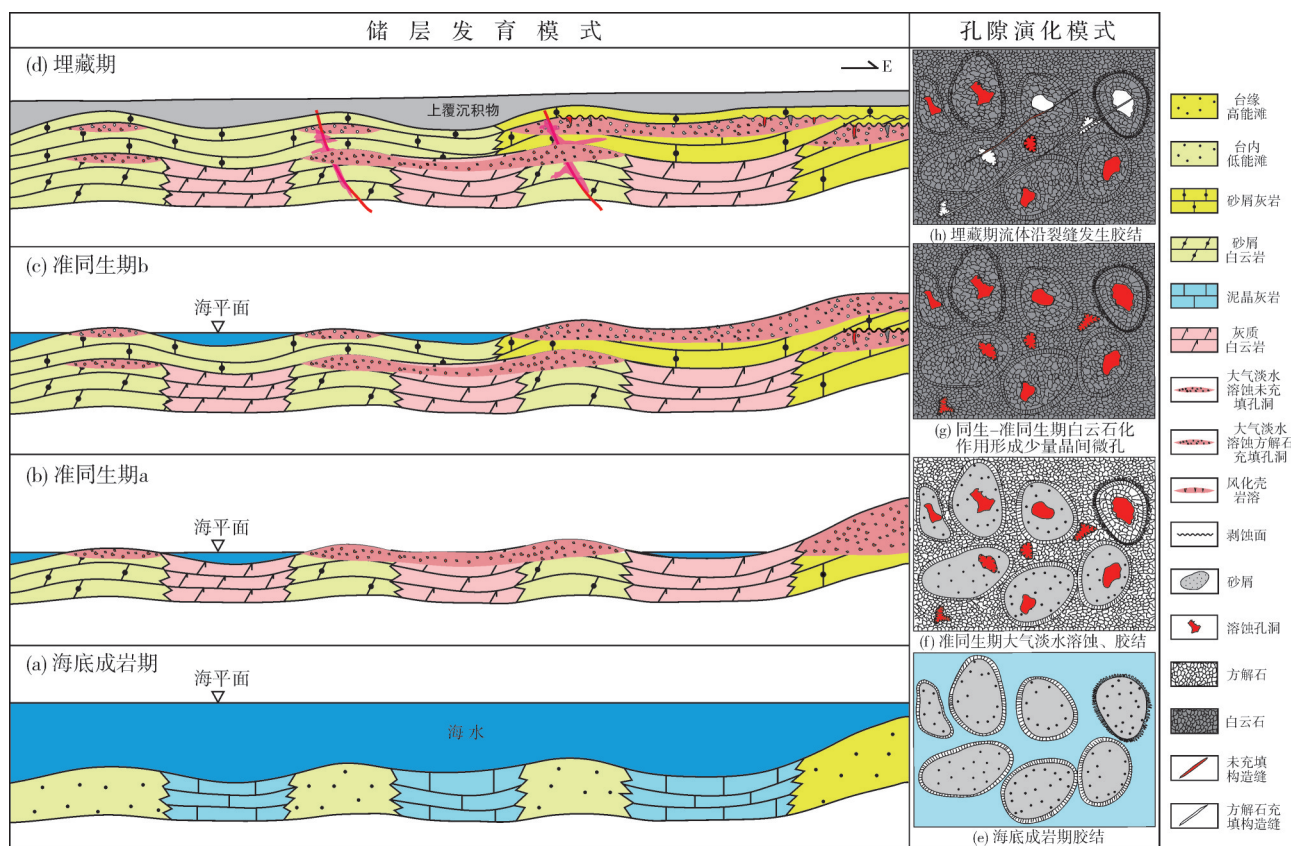 储层发育模式
孔隙演化模式
(d) 埋藏期
E
上覆沉积物
(c) 准同生期b
海平面
(b) 准同生期a
海平面
(a) 海底成岩期
海平面
海水
(h) 埋藏期流体沿裂缝发生胶结
(g) 同生–准同生期白云石化
作用形成少量晶间微孔
(f) 准同生期大气淡水溶蚀、胶结
(e) 海底成岩期胶结
台缘
高能滩
台内
低能滩
砂屑灰岩
砂屑
白云岩
泥晶灰岩
灰质
白云岩
大气淡水
溶蚀未充
填孔洞
大气淡水
溶蚀方解石
充填孔洞
风化壳
岩溶
剥蚀面
砂屑
溶蚀孔洞
方解石
白云石
未充填
构造缝
方解石充
填构造缝